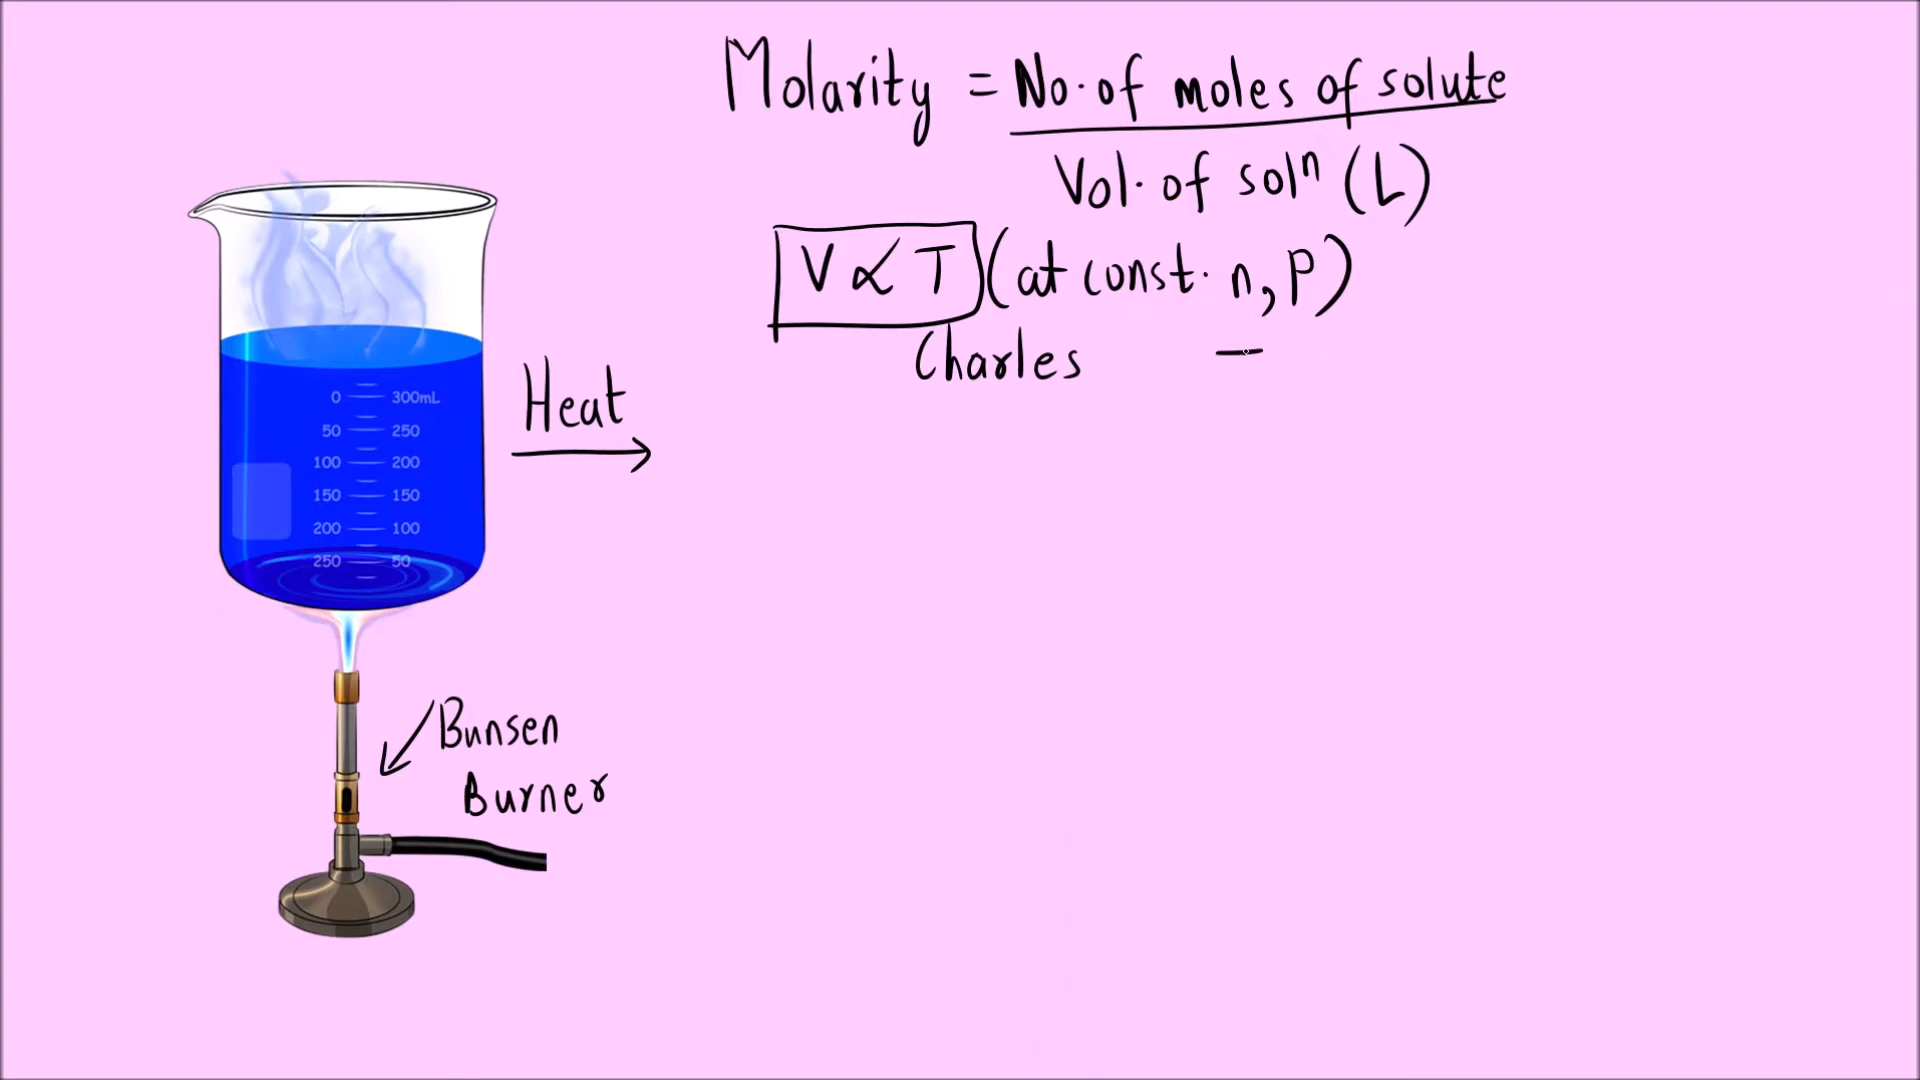 Molarity = No. of moles of solute
Vol. of solⁿ (L)
V ∝ T (at const. n, P)
Charles
Heat
0 300mL
50 250
100 200
150 150
200 100
250 50
Bunsen
Burner